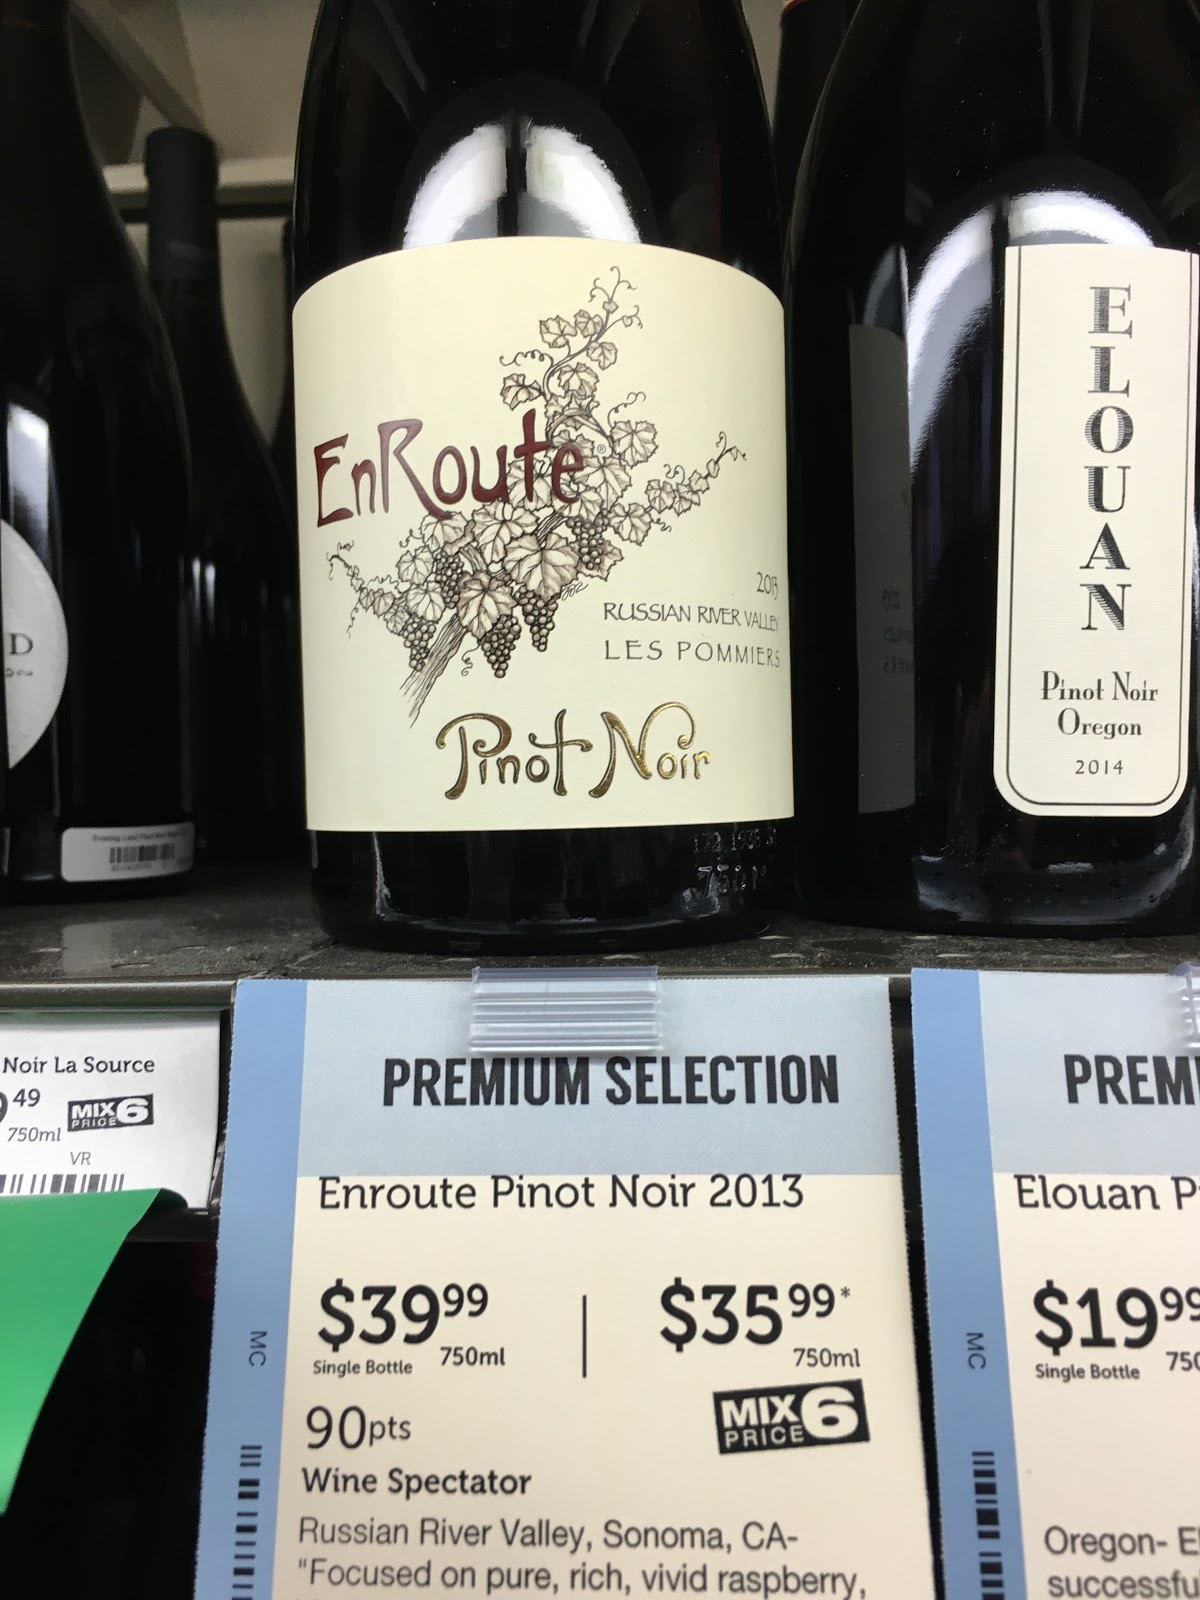 EnRoute®
2013
RUSSIAN RIVER VALLEY
LES POMMIERS
Pinot Noir
ELOUAN
Pinot Noir
Oregon
2014
D
Noir La Source
9.49
MIX 6
PRICE
750ml
VR
PREMIUM SELECTION
Enroute Pinot Noir 2013
$39.99
Single Bottle 750ml
$35.99*
750ml
MIX 6
PRICE
90pts
Wine Spectator
Russian River Valley, Sonoma, CA-
"Focused on pure, rich, vivid raspberry,
MC
PREMI
Elouan P
$19.99
Single Bottle 750
MC
Oregon- El
successfu